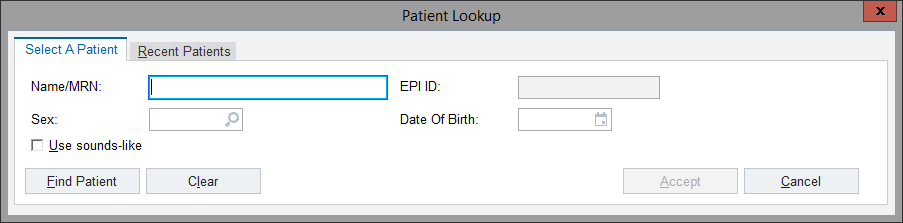 Patient Lookup
x
Select A Patient Recent Patients
Name/MRN: EPI ID:
Sex: Date Of Birth:
Use sounds-like
Find Patient Clear Accept Cancel